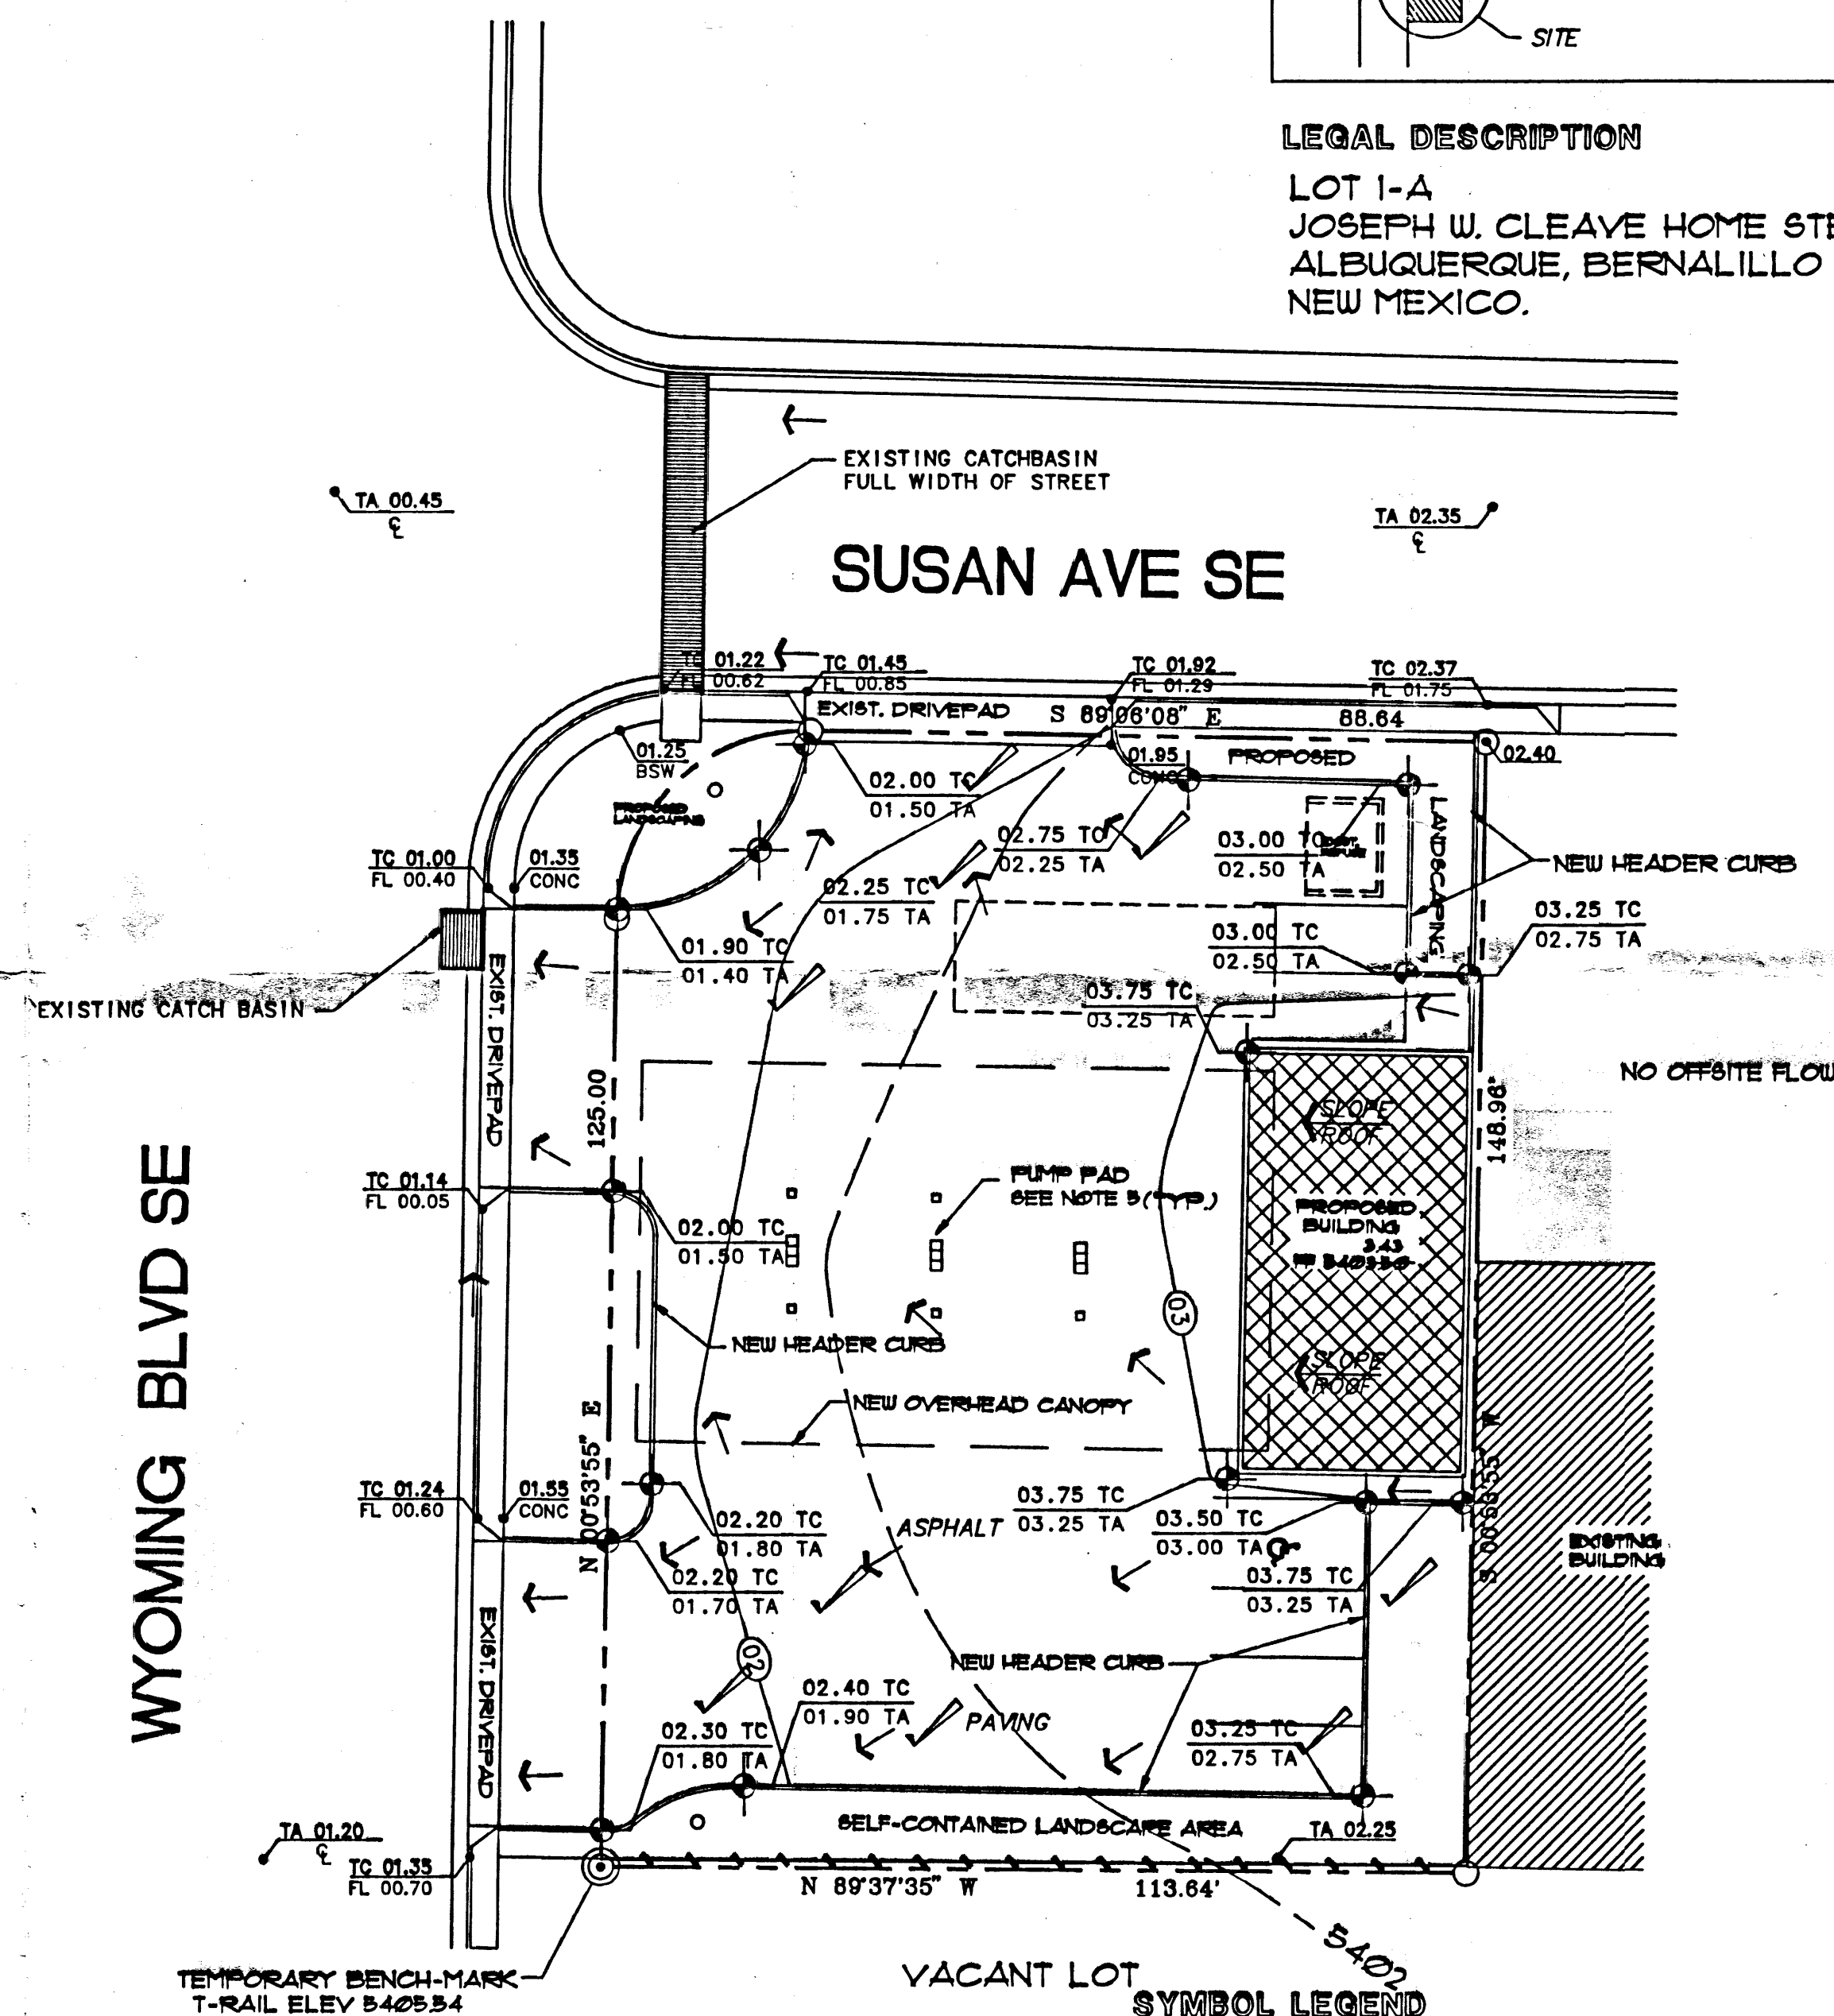 SITE
LEGAL DESCRIPTION
LOT 1-A
JOSEPH W. CLEAVE HOME STE
ALBUQUERQUE, BERNALILLO
NEW MEXICO.
EXISTING CATCHBASIN
FULL WIDTH OF STREET
TA 00.45
℄
TA 02.35
℄
SUSAN AVE SE
TC 01.22
FL 00.62
TC 01.45
FL 00.85
TC 01.92
FL 01.29
TC 02.37
FL 01.75
EXIST. DRIVEPAD
S 89°06'08" E
88.64
01.25
BSW
01.95
CONC
PROPOSED
02.40
PROPOSED
LANDSCAPING
02.00 TC
01.50 TA
02.75 TC
02.25 TA
03.00 TC
02.50 TA
LANDSCAPING
NEW HEADER CURB
TC 01.00
FL 00.40
01.35
CONC
02.25 TC
01.75 TA
03.25 TC
02.75 TA
01.90 TC
01.40 TA
03.00 TC
02.50 TA
EXISTING CATCH BASIN
EXIST. DRIVEPAD
03.75 TC
03.25 TA
NO OFFSITE FLOW
125.00
148.98'
SLOPE
ROOF
TC 01.14
FL 00.05
PUMP PAD
SEE NOTE 5 (TYP.)
PROPOSED
BUILDING
3.43
02.00 TC
01.50 TA
WYOMING BLVD SE
03
NEW HEADER CURB
SLOPE
ROOF
NEW OVERHEAD CANOPY
N 00°53'55" E
S 00°53'55" W
TC 01.24
FL 00.60
01.55
CONC
03.75 TC
03.25 TA
02.20 TC
01.80 TA
ASPHALT
03.50 TC
03.00 TA
EXISTING
BUILDING
02.20 TC
01.70 TA
03.75 TC
03.25 TA
EXIST. DRIVEPAD
02
NEW HEADER CURB
02.40 TC
01.90 TA
PAVING
02.30 TC
01.80 TA
03.25 TC
02.75 TA
SELF-CONTAINED LANDSCAPE AREA
TA 02.25
TA 01.20
℄
TC 01.35
FL 00.70
N 89°37'35" W
113.64'
5402
VACANT LOT
TEMPORARY BENCH-MARK
T-RAIL ELEV 5405.34
SYMBOL LEGEND